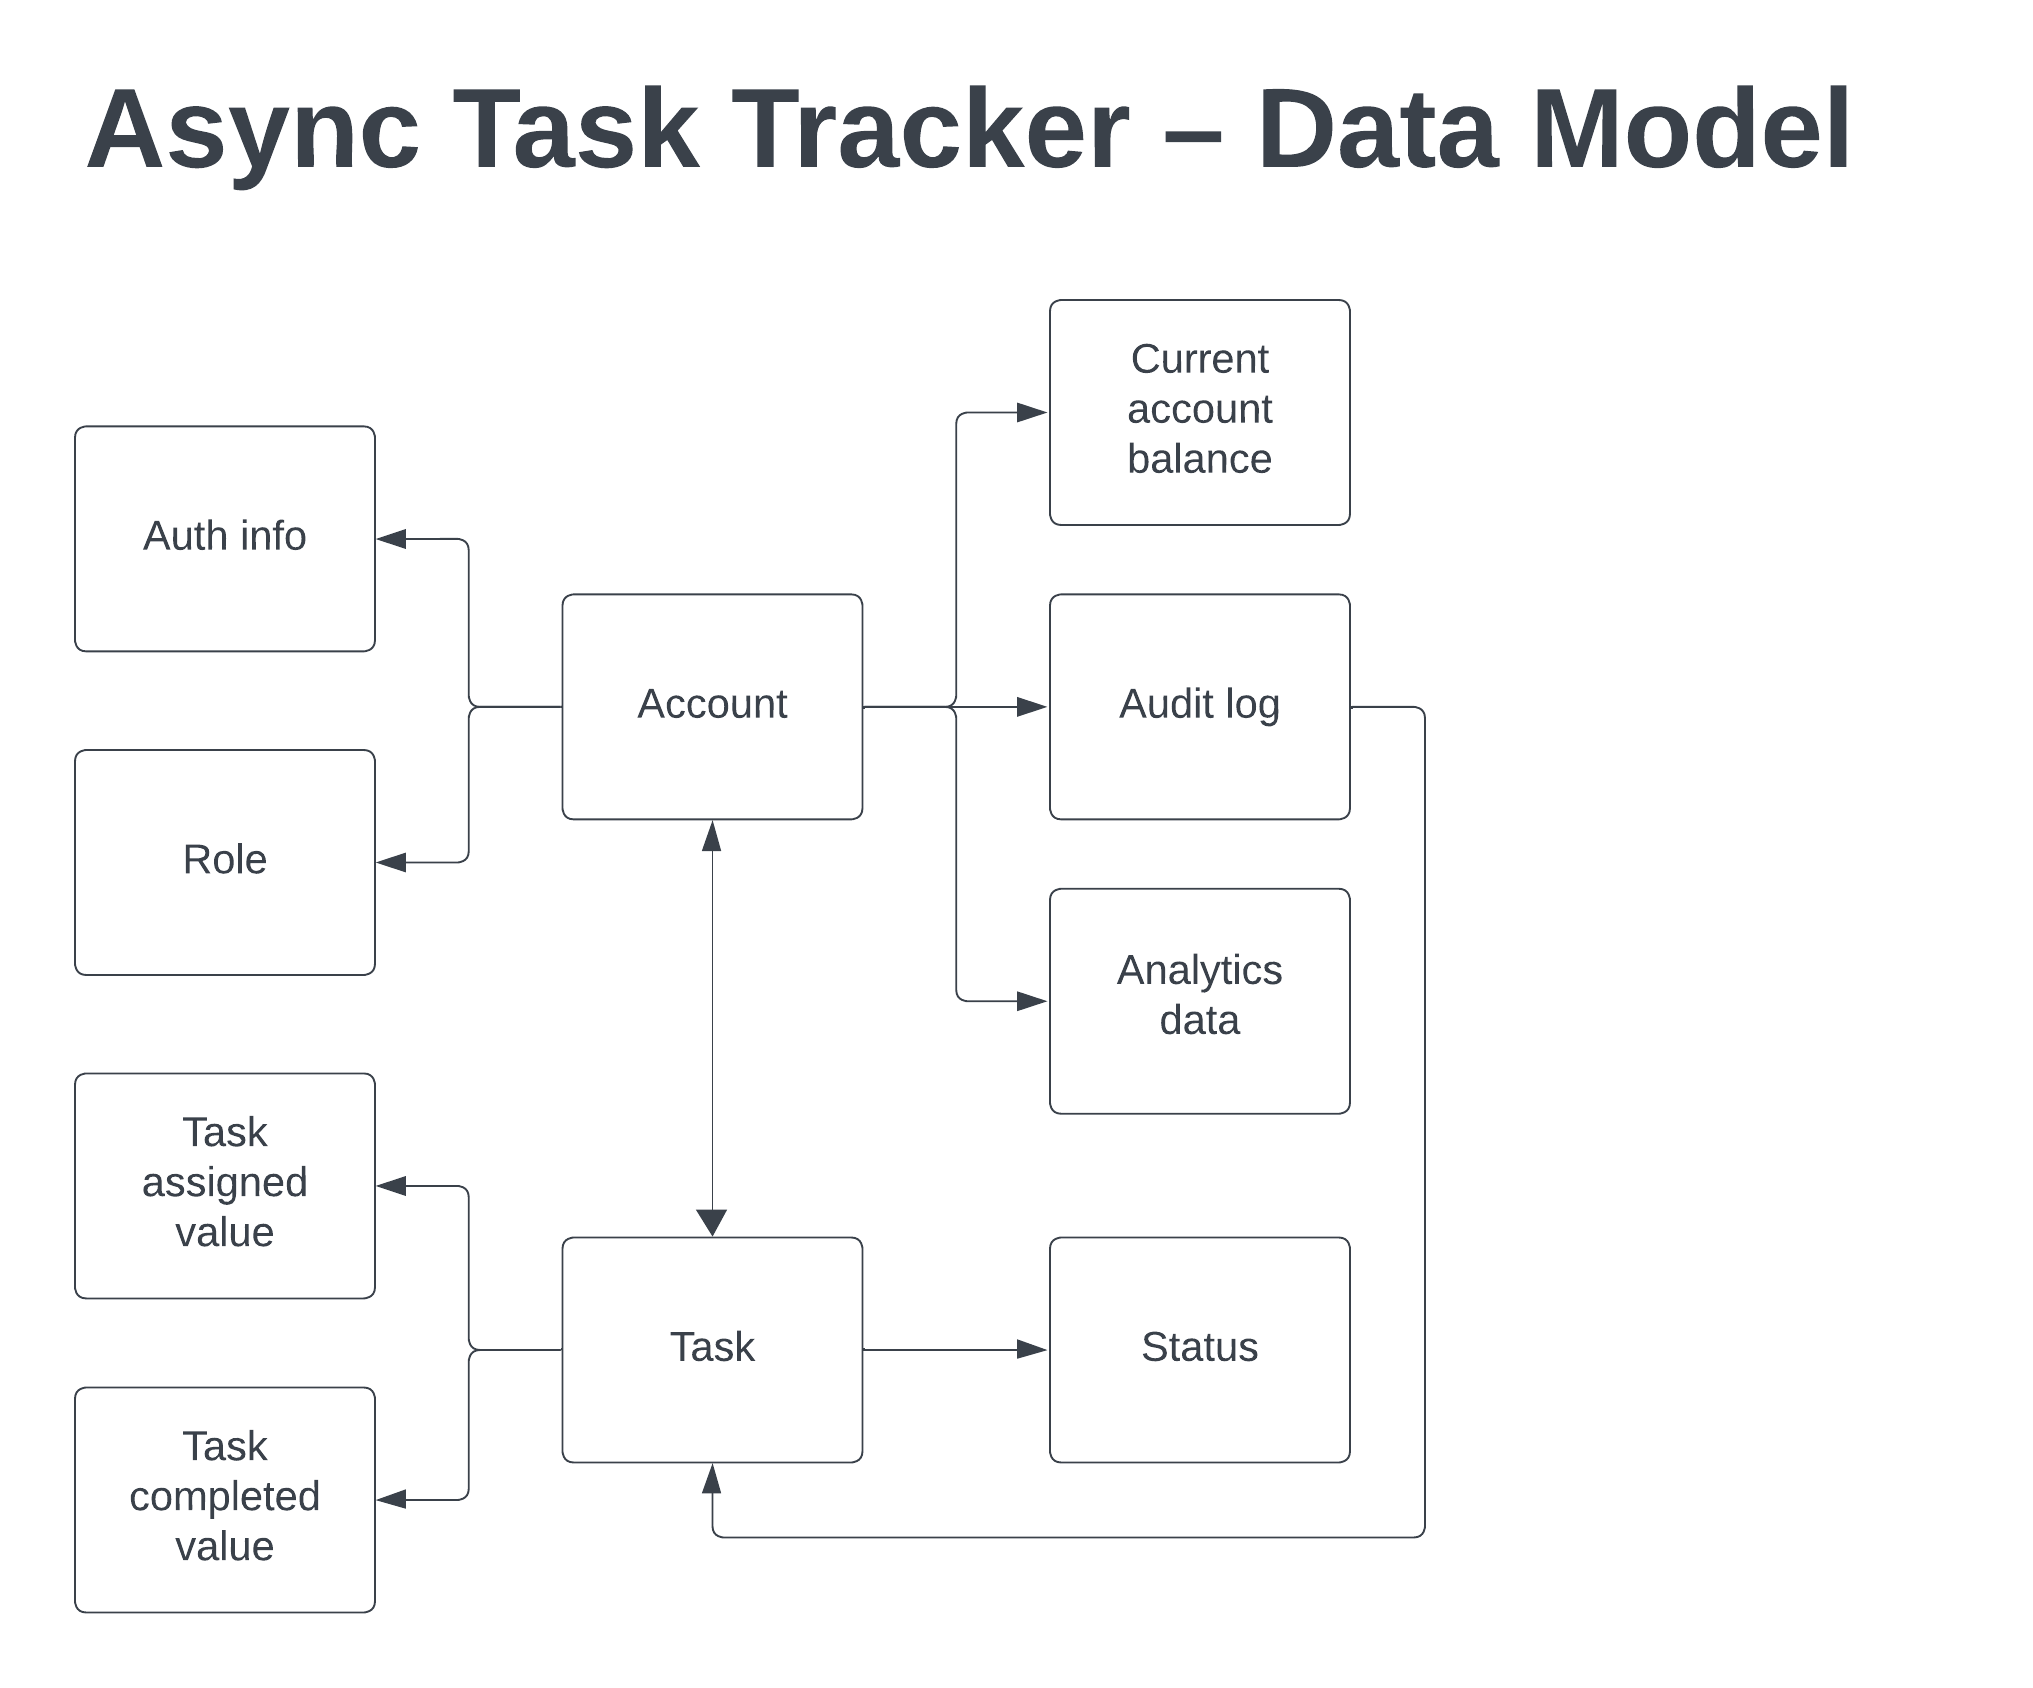 Async Task Tracker – Data Model
Current
account
balance
Auth info
Account
Audit log
Role
Analytics
data
Task
assigned
value
Task
Status
Task
completed
value